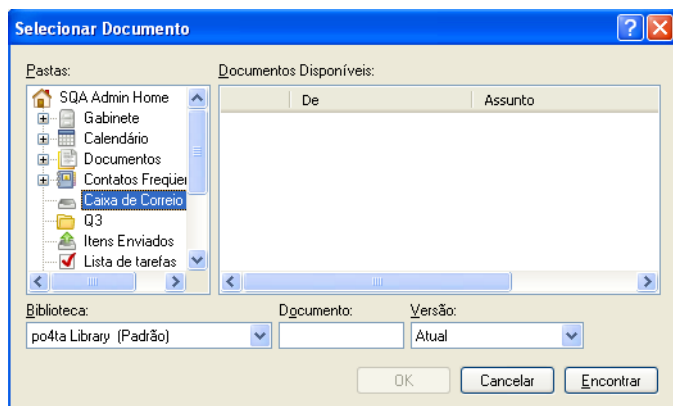 Selecionar Documento
Pastas:
Documentos Disponíveis:
SQA Admin Home
De
Assunto
Gabinete
Calendário
Documentos
Contatos Freqüe
Caixa de Correio
Q3
Itens Enviados
Lista de tarefas
Biblioteca:
Documento:
Versão:
po4ta Library (Padrão)
Atual
OK
Cancelar
Encontrar